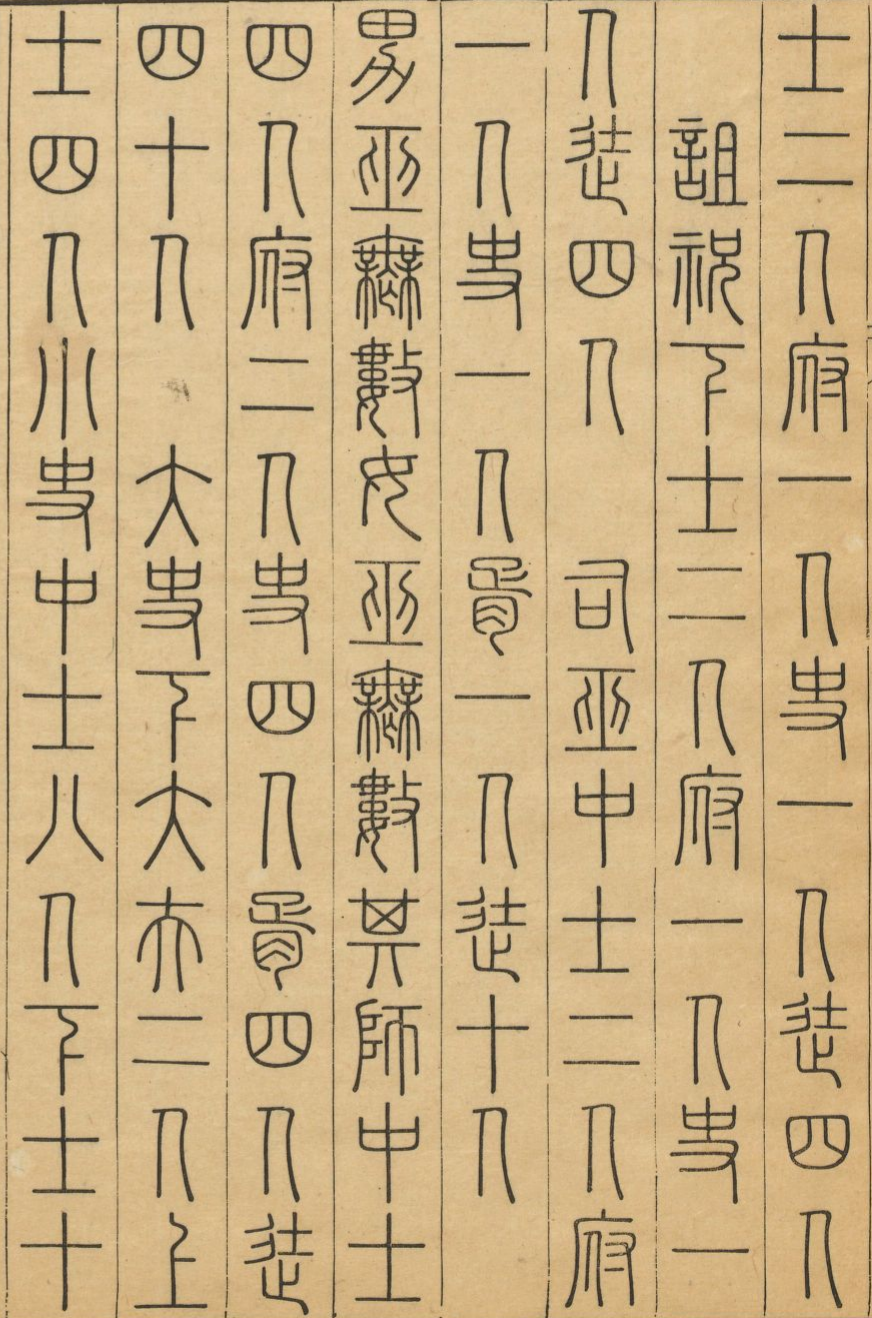 士二人府一人史一人徒四人
詛祝下士二人府一人史一
人徒四人 司巫中士二人府
一人史一人胥一人徒十人
男巫無數女巫無數其師中士
四人府二人史四人胥四人徒
四十人 大史下大夫二人上
士四人小史中士八人下士十